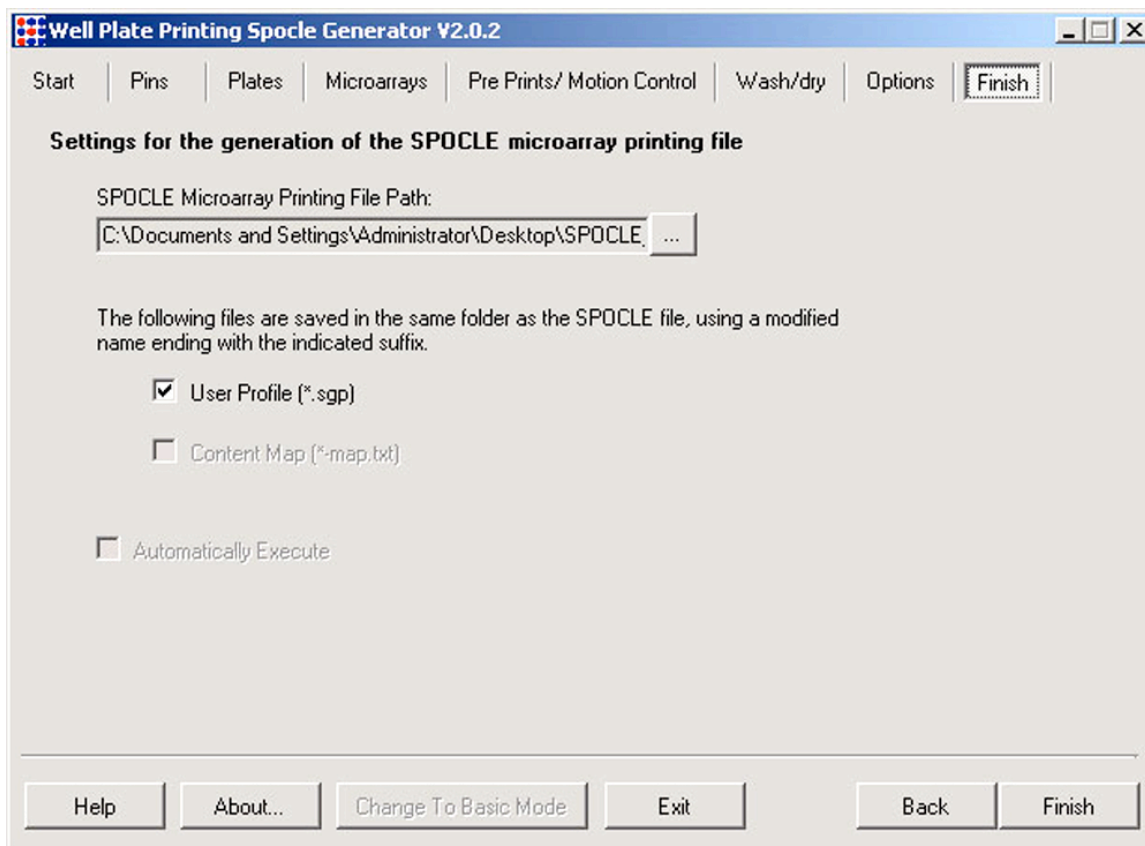 Well Plate Printing Spocle Generator V2.0.2
Start Pins Plates Microarrays Pre Prints/ Motion Control Wash/dry Options Finish
Settings for the generation of the SPOCLE microarray printing file
SPOCLE Microarray Printing File Path:
C:\Documents and Settings\Administrator\Desktop\SPOCLE_ ...
The following files are saved in the same folder as the SPOCLE file, using a modified
name ending with the indicated suffix.
User Profile (*.sgp)
Content Map (*-map.txt)
Automatically Execute
Help About... Change To Basic Mode Exit Back Finish